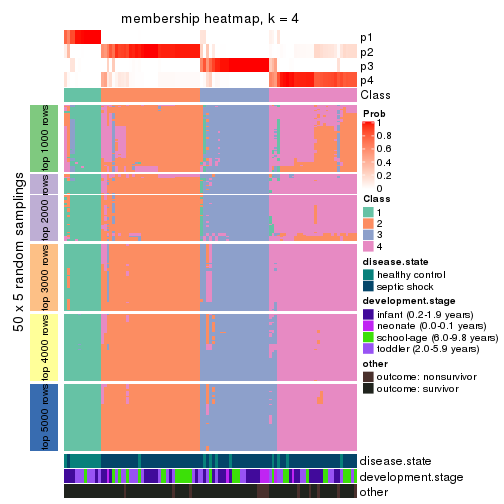 membership heatmap, k = 4
p1
p2
p3
p4
Class
50 x 5 random samplings
top 1000 rows
top 2000 rows
top 3000 rows
top 4000 rows
top 5000 rows
disease.state
development.stage
other
Prob
1
0.8
0.6
0.4
0.2
0
Class
1
2
3
4
disease.state
healthy control
septic shock
development.stage
infant (0.2-1.9 years)
neonate (0.0-0.1 years)
school-age (6.0-9.8 years)
toddler (2.0-5.9 years)
other
outcome: nonsurvivor
outcome: survivor